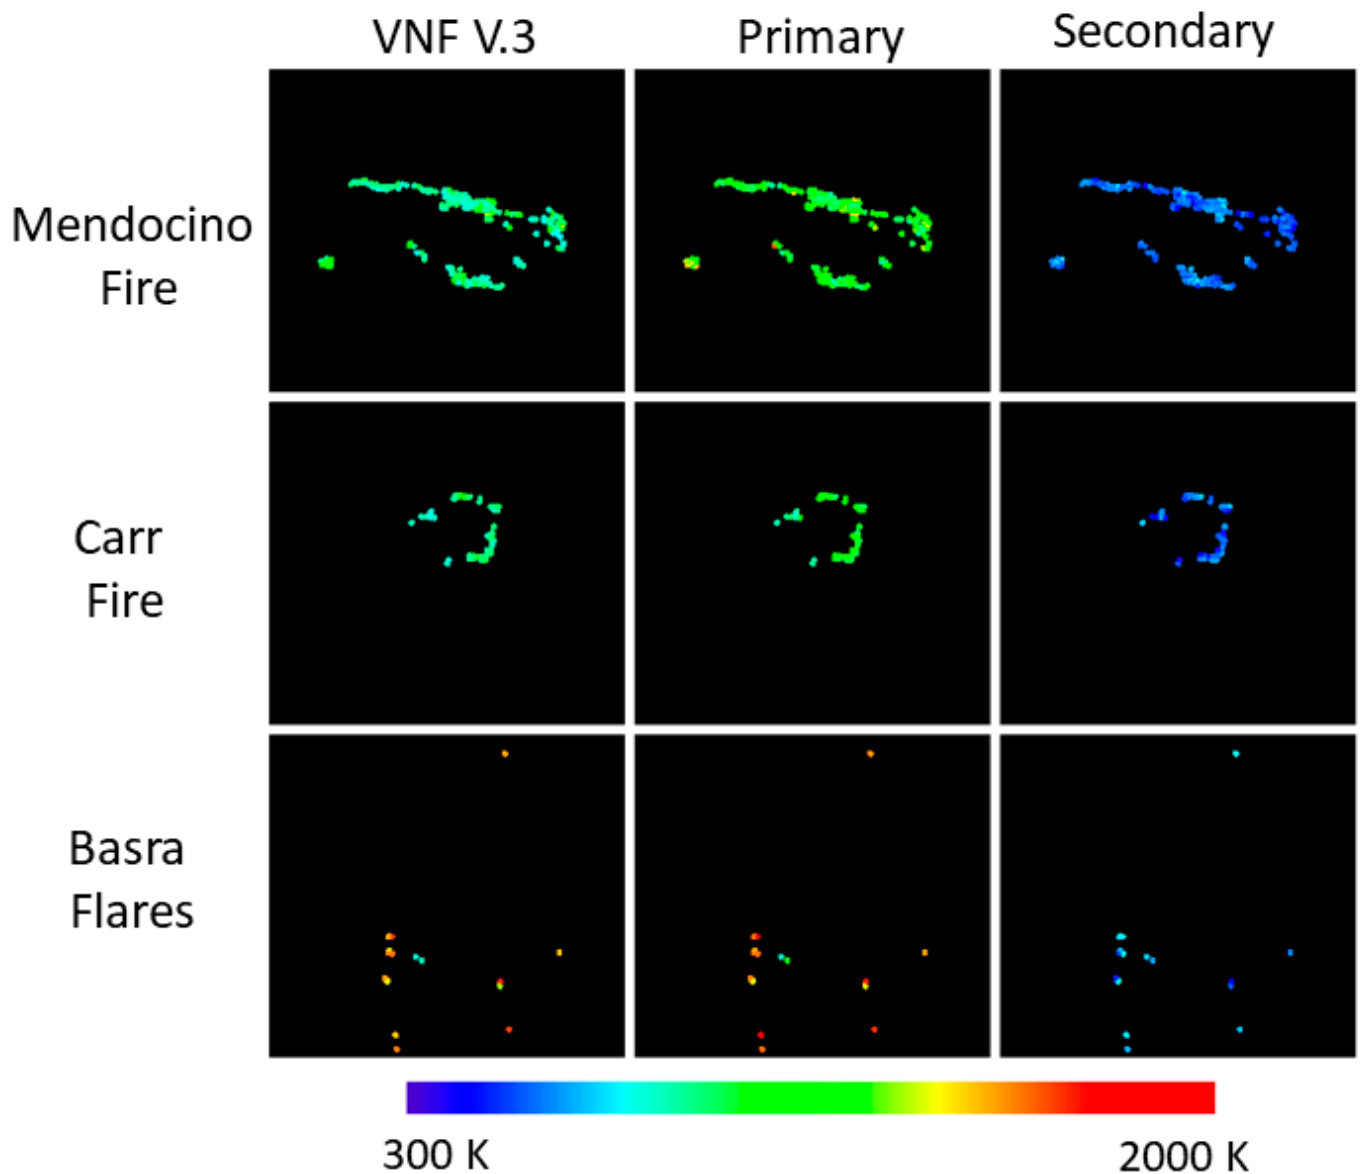 VNF V.3 Primary Secondary
Mendocino
Fire
Carr
Fire
Basra
Flares
300 K 2000 K